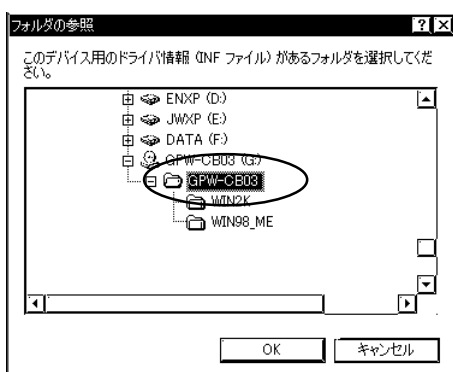 フォルダの参照
このデバイス用のドライバ情報 (INF ファイル) があるフォルダを選択してくだ
さい。
ENXP (D:)
JWXP (E:)
DATA (F:)
GPW-CB03 (G:)
GPW-CB03
WIN2K
WIN98_ME
OK キャンセル